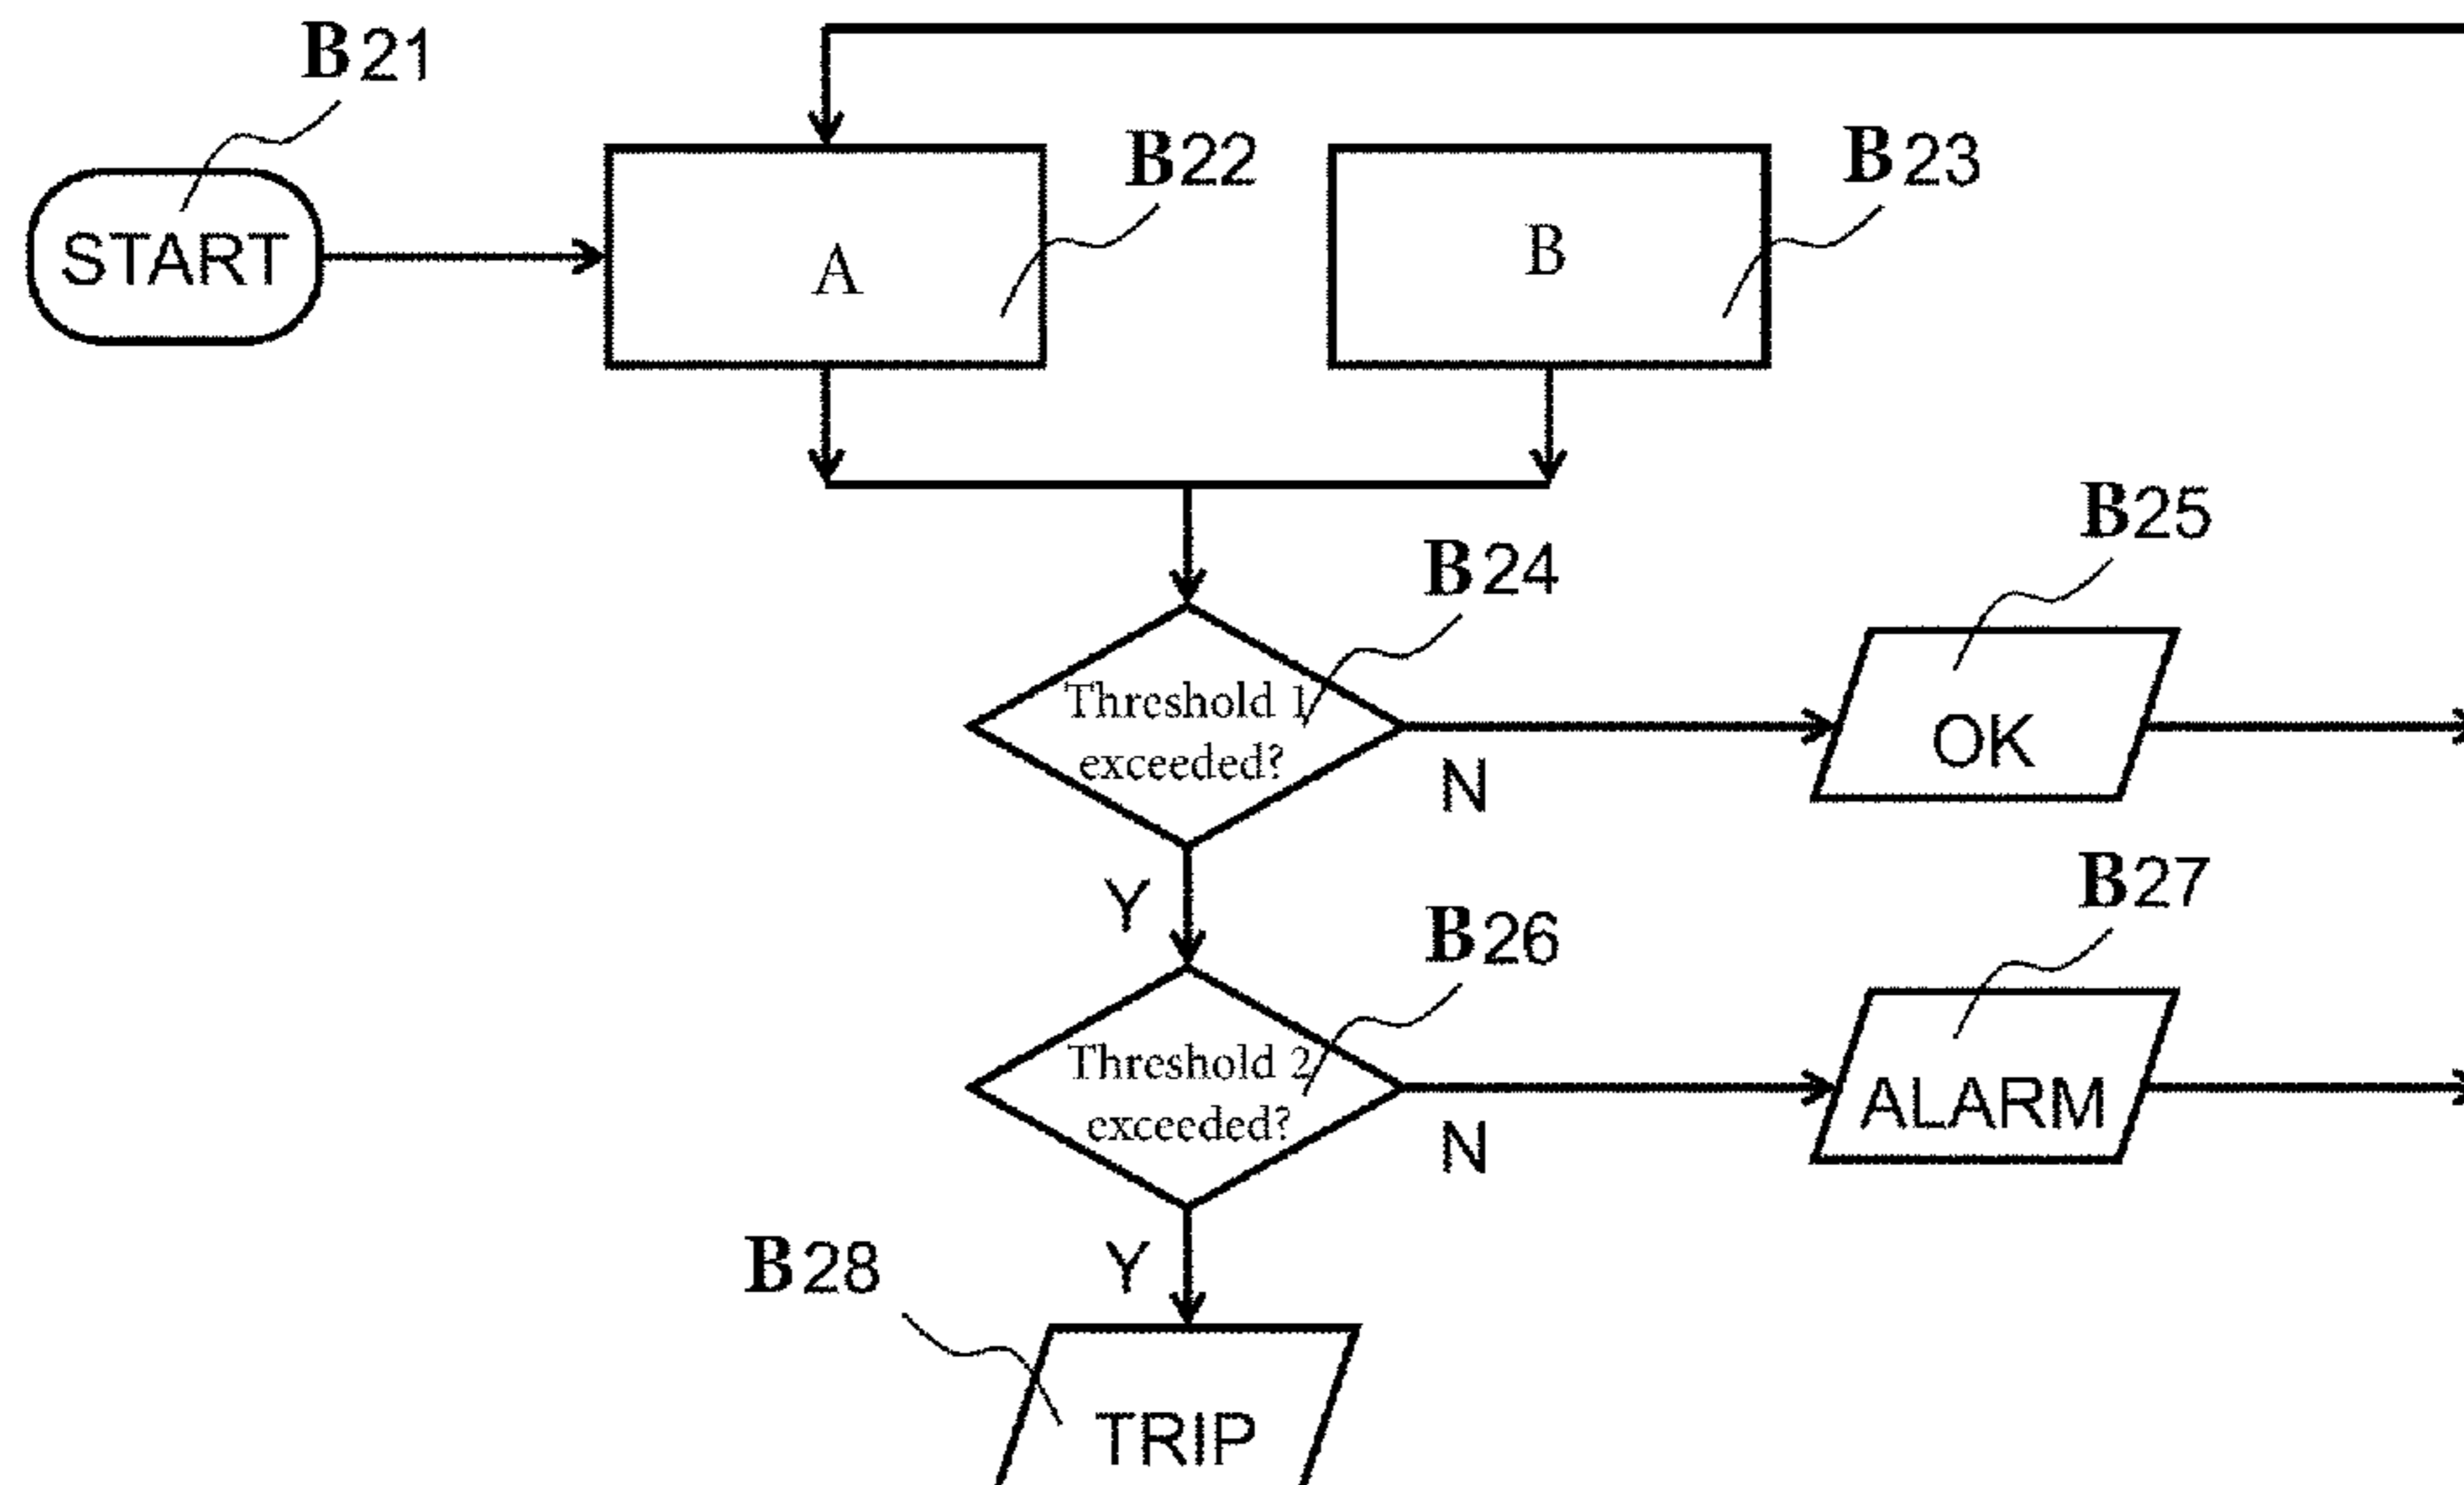 B21
B22
B23
START
A
B
B25
B24
Threshold 1
exceeded?
OK
N
B27
Y
B26
Threshold 2
exceeded?
ALARM
N
B28
Y
TRIP